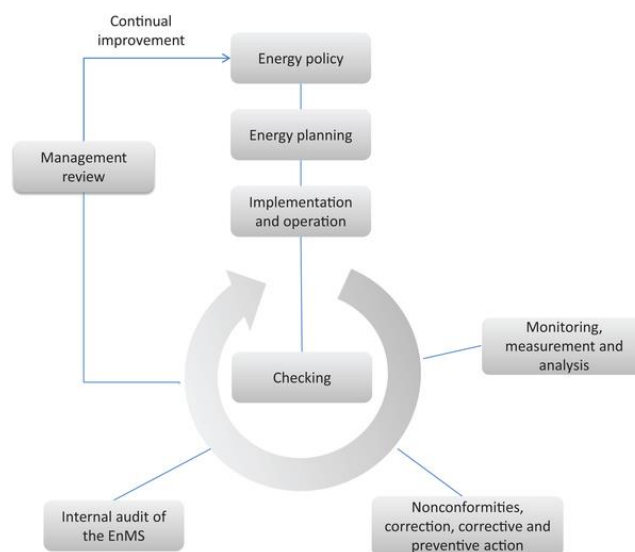 Continual
improvement
Energy policy
Energy planning
Management
review
Implementation
and operation
Monitoring,
measurement and
analysis
Checking
Internal audit of
the EnMS
Nonconformities,
correction, corrective and
preventive action